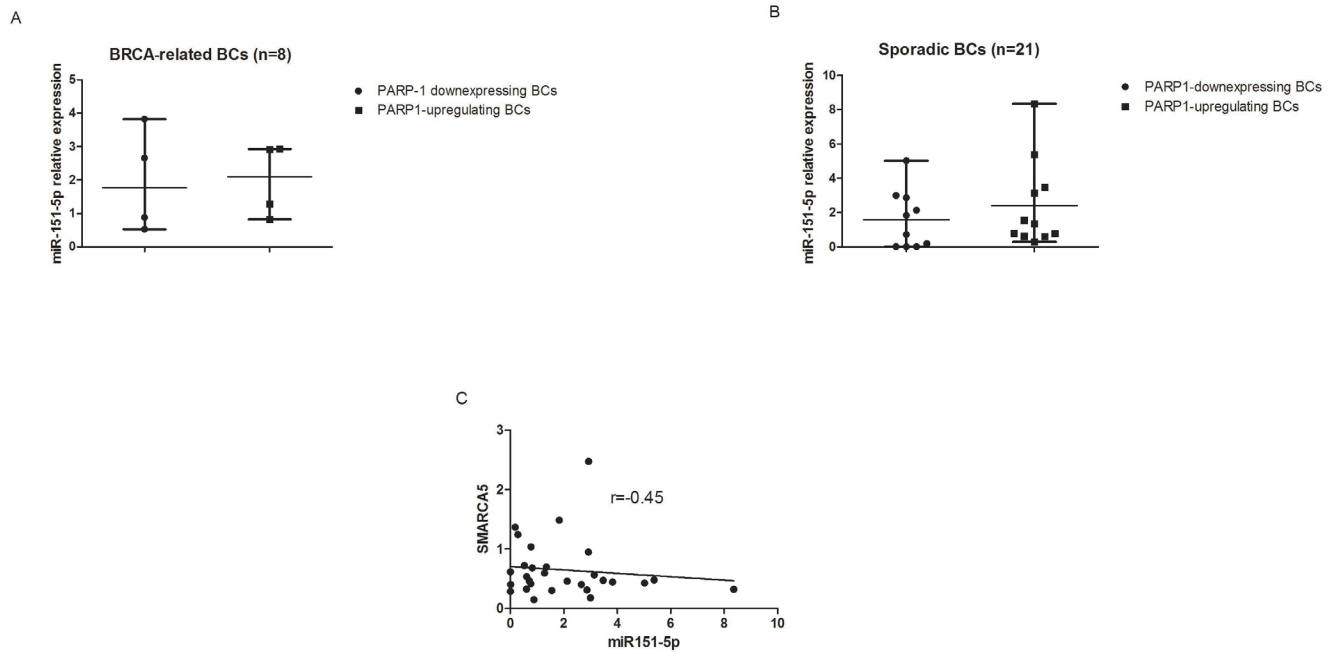 A
BRCA-related BCs (n=8)
miR-151-5p relative expression
5
4
3
2
1
0
PARP-1 downexpressing BCs
PARP1-upregulating BCs
B
Sporadic BCs (n=21)
miR-151-5p relative expression
10
8
6
4
2
0
PARP1-downexpressing BCs
PARP1-upregulating BCs
C
SMARCA5
3
2
1
0
r=-0.45
0 2 4 6 8 10
miR151-5p